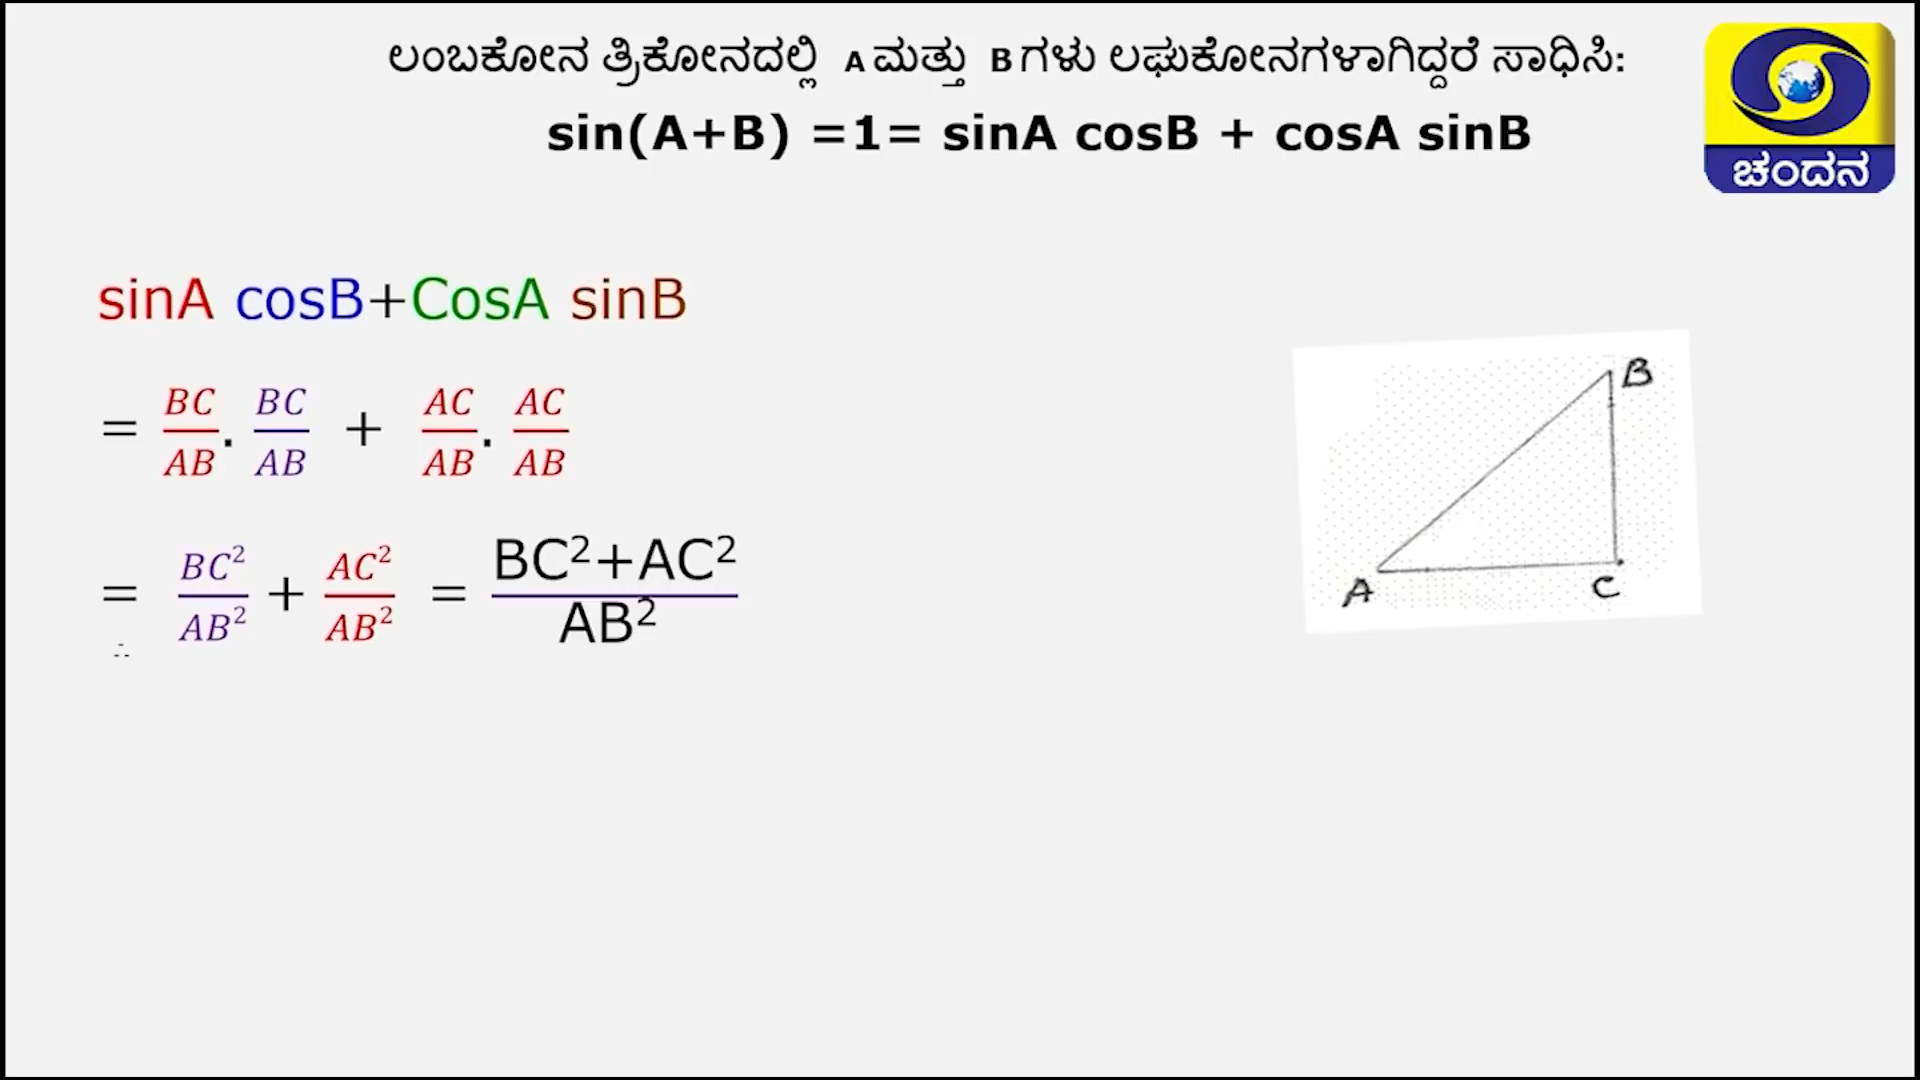 ಲಂಬಕೋನ ತ್ರಿಕೋನದಲ್ಲಿ A ಮತ್ತು B ಗಳು ಲಘುಕೋನಗಳಾಗಿದ್ದರೆ ಸಾಧಿಸಿ:
sin(A+B) =1= sinA cosB + cosA sinB
ಚಂದನ
sinA cosB+CosA sinB
= BC/AB . BC/AB + AC/AB . AC/AB
= BC²/AB² + AC²/AB² = BC²+AC²/AB²
B
A
C